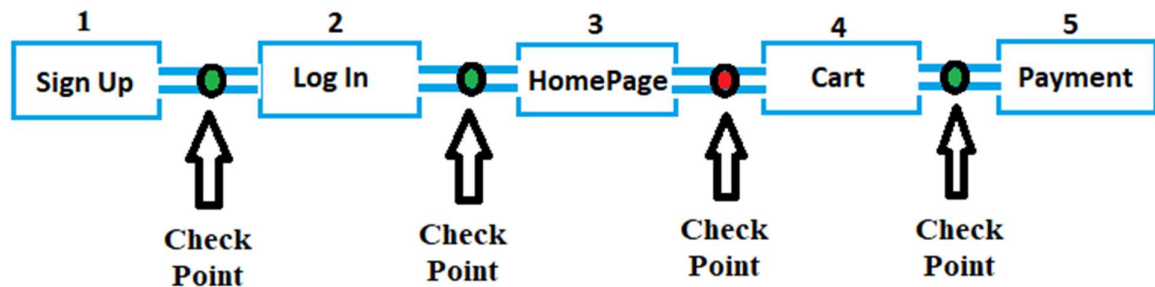 1 2 3 4 5
Sign Up Log In HomePage Cart Payment
Check Check Check Check
Point Point Point Point